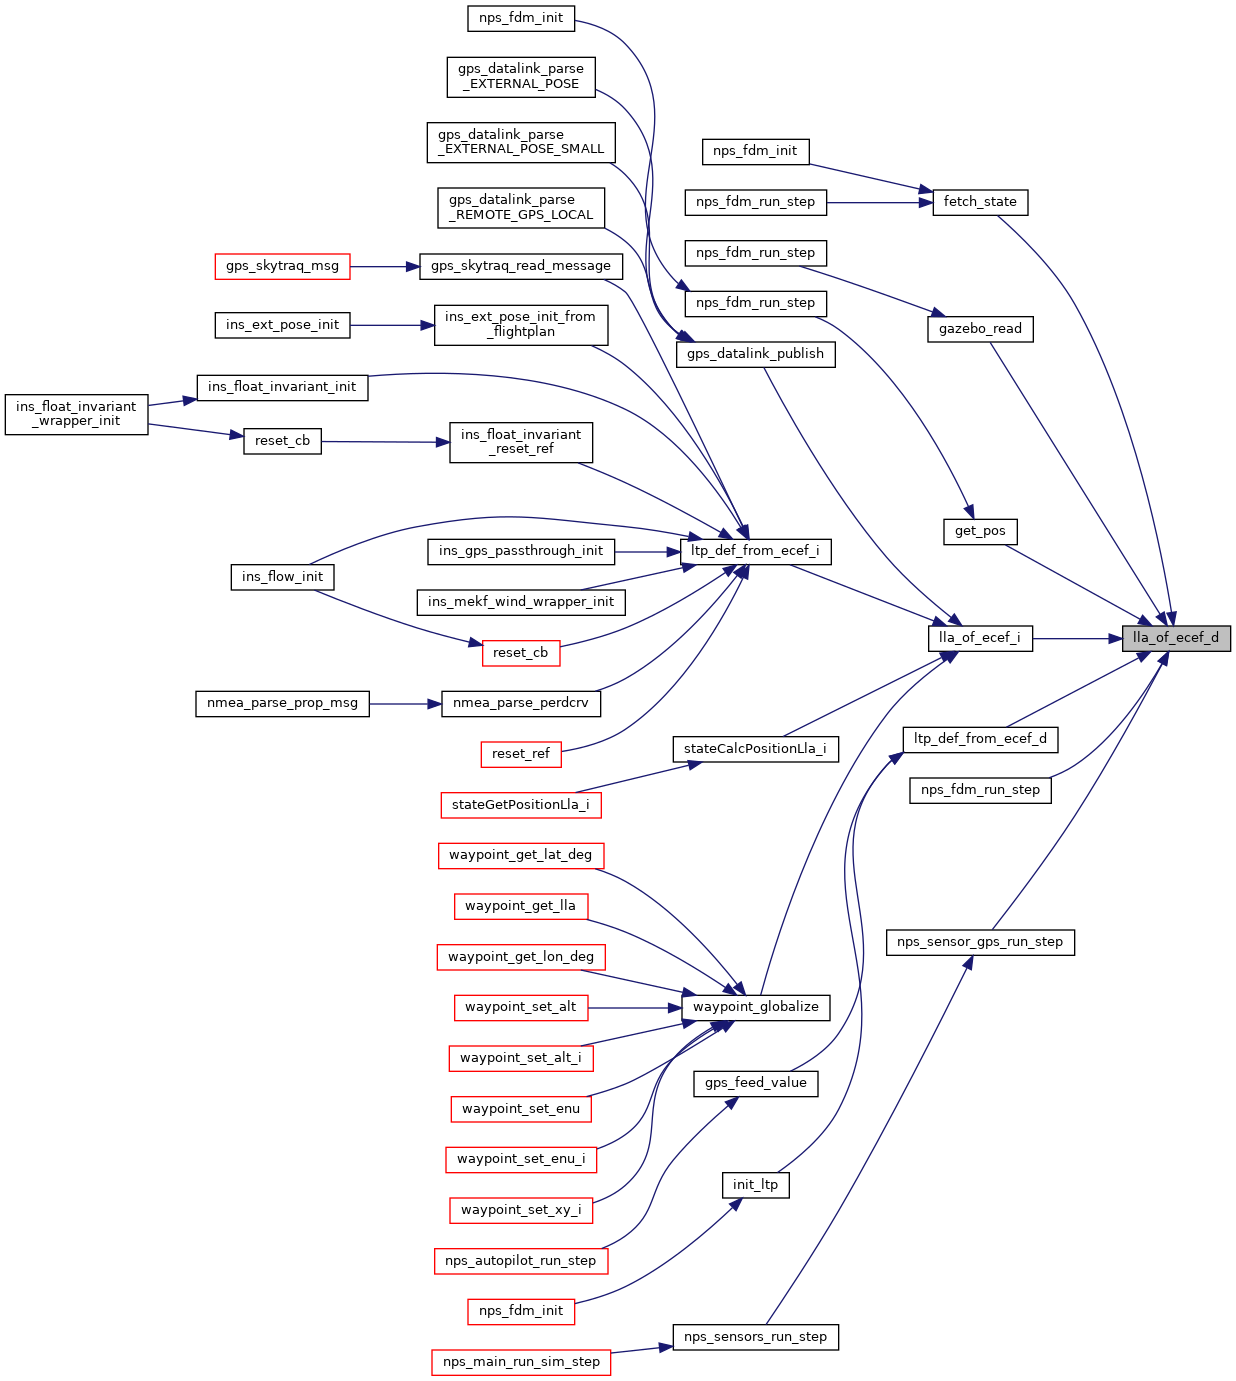 nps_fdm_init
gps_datalink_parse
_EXTERNAL_POSE
gps_datalink_parse
_EXTERNAL_POSE_SMALL
nps_fdm_init
gps_datalink_parse
_REMOTE_GPS_LOCAL
nps_fdm_run_step
fetch_state
nps_fdm_run_step
gps_skytraq_msg
gps_skytraq_read_message
nps_fdm_run_step
ins_ext_pose_init
ins_ext_pose_init_from
_flightplan
gazebo_read
gps_datalink_publish
ins_float_invariant_init
ins_float_invariant
_wrapper_init
reset_cb
ins_float_invariant
_reset_ref
get_pos
ins_gps_passthrough_init
ltp_def_from_ecef_i
ins_flow_init
ins_mekf_wind_wrapper_init
lla_of_ecef_i
lla_of_ecef_d
reset_cb
nmea_parse_prop_msg
nmea_parse_perdcrv
ltp_def_from_ecef_d
reset_ref
stateCalcPositionLla_i
nps_fdm_run_step
stateGetPositionLla_i
waypoint_get_lat_deg
waypoint_get_lla
nps_sensor_gps_run_step
waypoint_get_lon_deg
waypoint_set_alt
waypoint_globalize
waypoint_set_alt_i
gps_feed_value
waypoint_set_enu
waypoint_set_enu_i
init_ltp
waypoint_set_xy_i
nps_autopilot_run_step
nps_fdm_init
nps_sensors_run_step
nps_main_run_sim_step